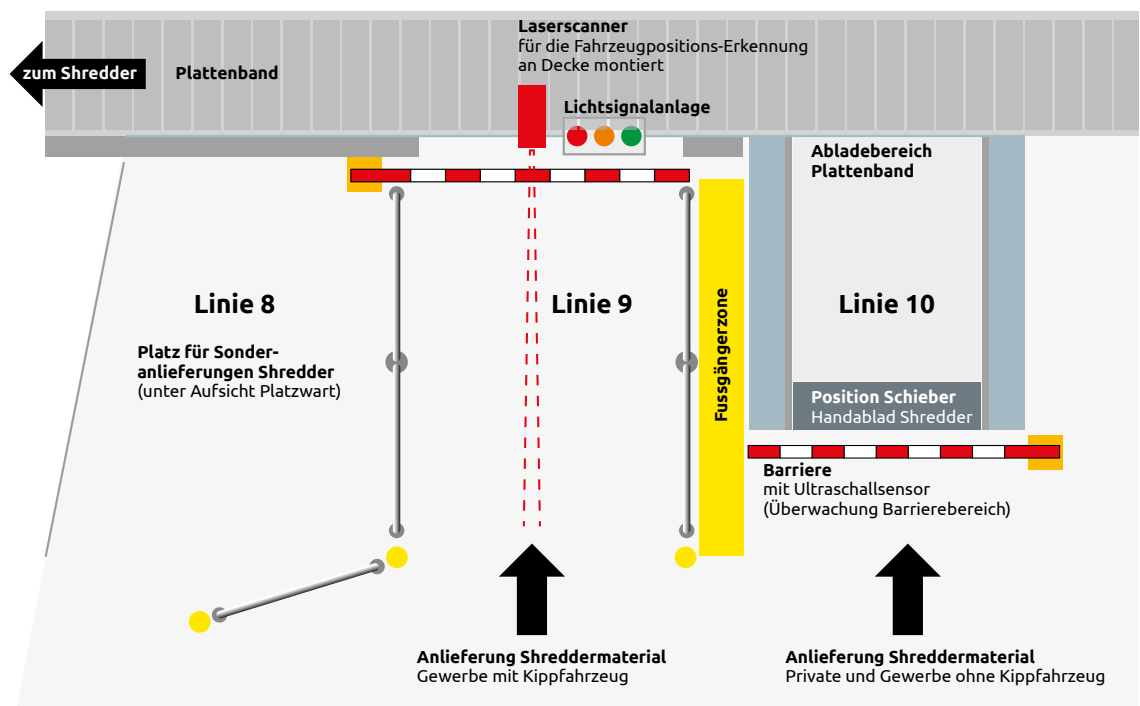 Laserscanner
für die Fahrzeugpositions-Erkennung
an Decke montiert
zum Shredder
Plattenband
Lichtsignalanlage
Abladebereich
Plattenband
Linie 8
Linie 9
Linie 10
Platz für Sonder-
anlieferungen Shredder
(unter Aufsicht Platzwart)
Fussgängerzone
Position Schieber
Handablad Shredder
Barriere
mit Ultraschallsensor
(Überwachung Barrierebereich)
Anlieferung Shreddermaterial
Gewerbe mit Kippfahrzeug
Anlieferung Shreddermaterial
Private und Gewerbe ohne Kippfahrzeug